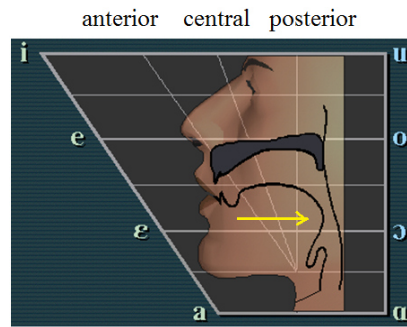 anterior central posterior
i u
e o
ɛ ɔ
a ɑ